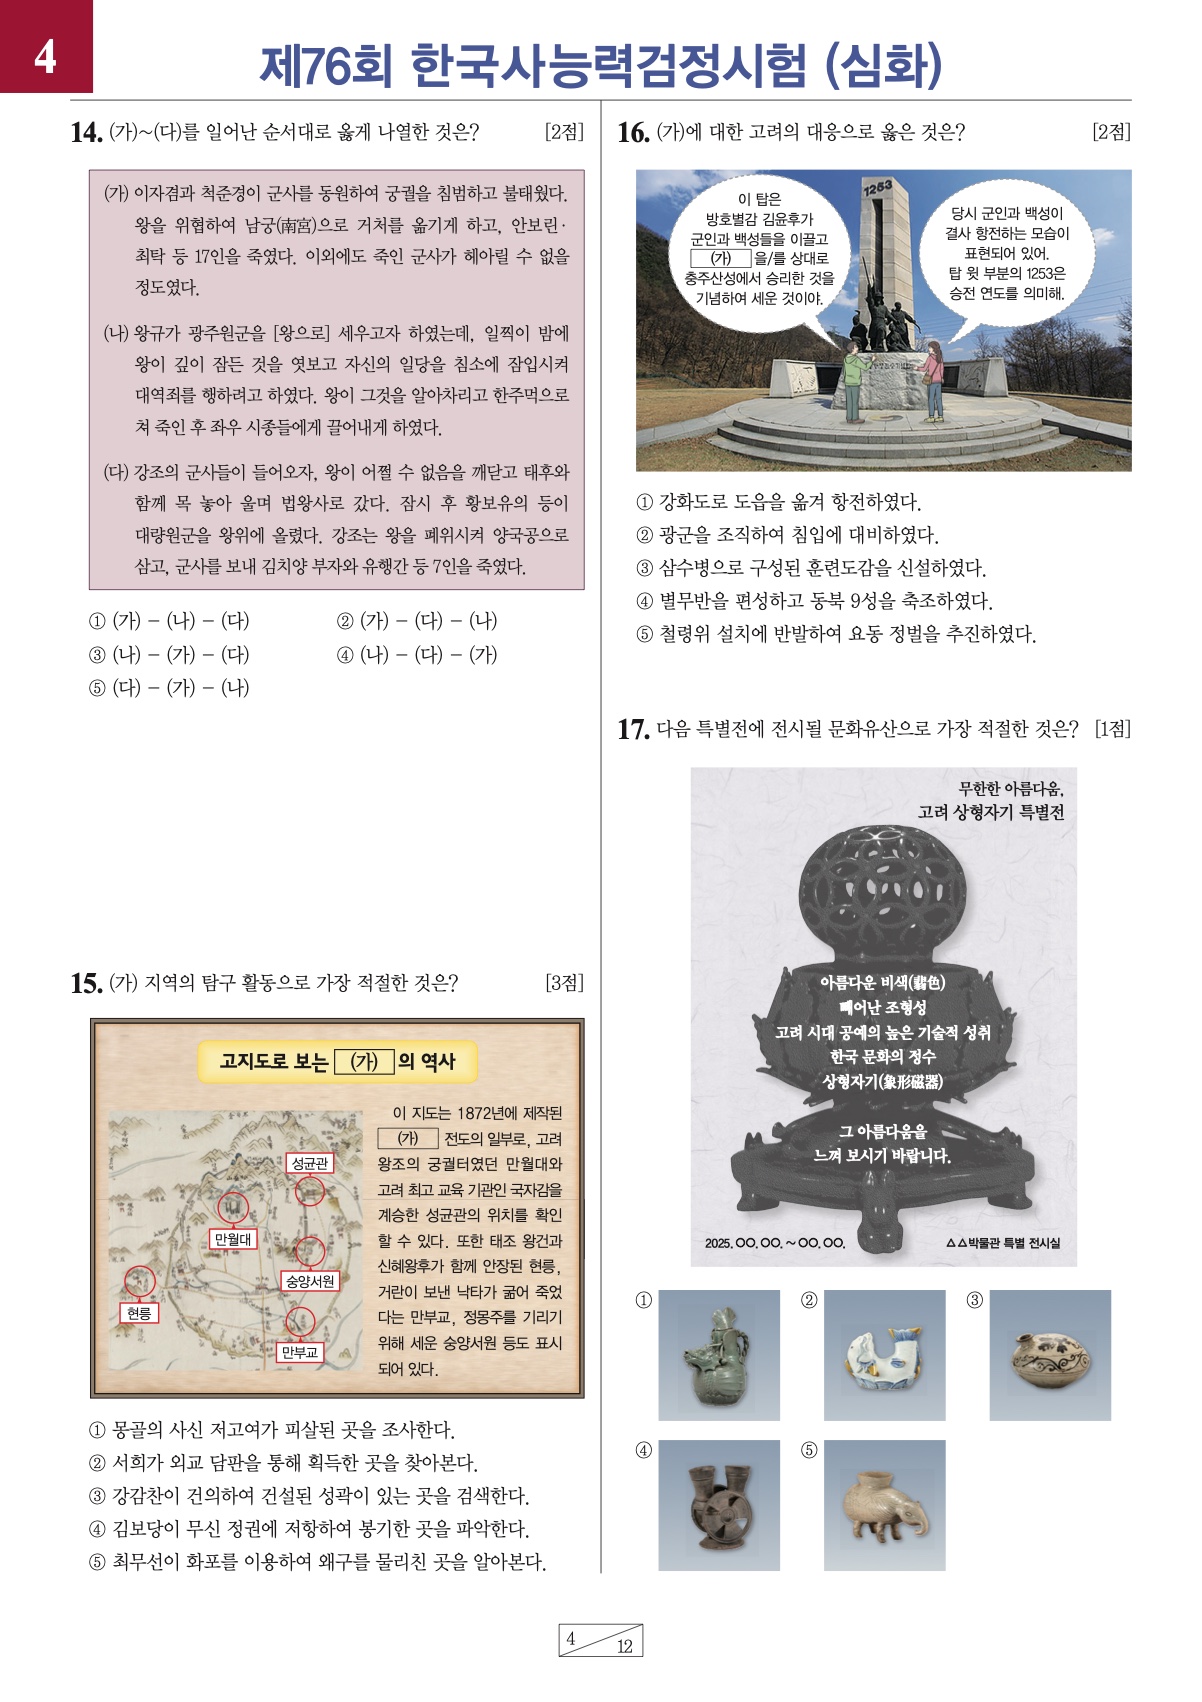 4
제76회 한국사능력검정시험 (심화)
14. (가)~(다)를 일어난 순서대로 옳게 나열한 것은? [2점]
(가) 이자겸과 척준경이 군사를 동원하여 궁궐을 침범하고 불태웠다.
왕을 위협하여 남궁(南宮)으로 거처를 옮기게 하고, 안보린·
최탁 등 17인을 죽였다. 이외에도 죽인 군사가 헤아릴 수 없을
정도였다.
(나) 왕규가 광주원군을 [왕으로] 세우고자 하였는데, 일찍이 밤에
왕이 깊이 잠든 것을 엿보고 자신의 일당을 침소에 잠입시켜
대역죄를 행하려고 하였다. 왕이 그것을 알아차리고 한주먹으로
쳐 죽인 후 좌우 시종들에게 끌어내게 하였다.
(다) 강조의 군사들이 들어오자, 왕이 어쩔 수 없음을 깨닫고 태후와
함께 목 놓아 울며 법왕사로 갔다. 잠시 후 황보유의 등이
대량원군을 왕위에 올렸다. 강조는 왕을 폐위시켜 양국공으로
삼고, 군사를 보내 김치양 부자와 유행간 등 7인을 죽였다.
① (가) - (나) - (다) ② (가) - (다) - (나)
③ (나) - (가) - (다) ④ (나) - (다) - (가)
⑤ (다) - (가) - (나)
15. (가) 지역의 탐구 활동으로 가장 적절한 것은? [3점]
고지도로 보는 (가) 의 역사
이 지도는 1872년에 제작된
(가) 전도의 일부로, 고려
왕조의 궁궐터였던 만월대와
고려 최고 교육 기관인 국자감을
계승한 성균관의 위치를 확인
할 수 있다. 또한 태조 왕건과
신혜왕후가 함께 안장된 현릉,
거란이 보낸 낙타가 굶어 죽었
다는 만부교, 정몽주를 기리기
위해 세운 숭양서원 등도 표시
되어 있다.
성균관
만월대
숭양서원
현릉
만부교
① 몽골의 사신 저고여가 피살된 곳을 조사한다.
② 서희가 외교 담판을 통해 획득한 곳을 찾아본다.
③ 강감찬이 건의하여 건설된 성곽이 있는 곳을 검색한다.
④ 김보당이 무신 정권에 저항하여 봉기한 곳을 파악한다.
⑤ 최무선이 화포를 이용하여 왜구를 물리친 곳을 알아본다.
16. (가)에 대한 고려의 대응으로 옳은 것은? [2점]
1253
이 탑은
방호별감 김윤후가
군인과 백성들을 이끌고
(가) 을/를 상대로
충주산성에서 승리한 것을
기념하여 세운 것이야.
당시 군인과 백성이
결사 항전하는 모습이
표현되어 있어.
탑 윗 부분의 1253은
승전 연도를 의미해.
① 강화도로 도읍을 옮겨 항전하였다.
② 광군을 조직하여 침입에 대비하였다.
③ 삼수병으로 구성된 훈련도감을 신설하였다.
④ 별무반을 편성하고 동북 9성을 축조하였다.
⑤ 철령위 설치에 반발하여 요동 정벌을 추진하였다.
17. 다음 특별전에 전시될 문화유산으로 가장 적절한 것은? [1점]
무한한 아름다움,
고려 상형자기 특별전
아름다운 비색(翡色)
빼어난 조형성
고려 시대 공예의 높은 기술적 성취
한국 문화의 정수
상형자기(象形磁器)
그 아름다움을
느껴 보시기 바랍니다.
2025. ○○. ○○. ~ ○○. ○○. △△박물관 특별 전시실
① ② ③
④ ⑤
4 12